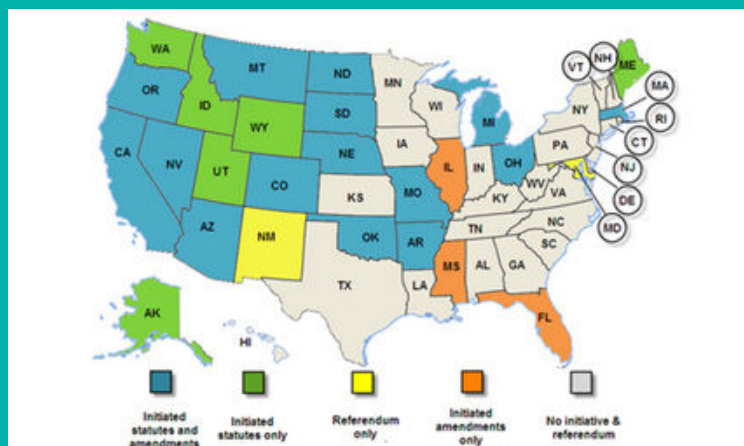 WA
MT
ND
MN
VT
NH
ME
OR
ID
SD
WI
MI
NY
MA
RI
WY
CT
IA
PA
NE
NJ
NV
IL
IN
OH
CA
UT
CO
DE
WV
VA
KS
MO
KY
MD
NC
TN
AZ
NM
OK
AR
SC
MS
AL
GA
TX
LA
AK
FL
HI
Initiated
statutes and
amendments
Initiated
statutes only
Referendum
only
Initiated
amendments
only
No initiative &
referendum